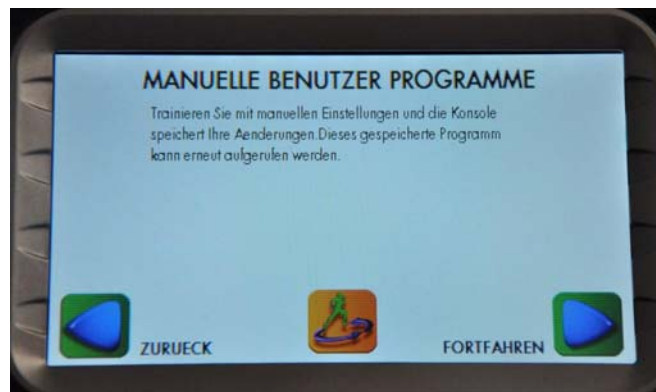 MANUELLE BENUTZER PROGRAMME
Trainieren Sie mit manuellen Einstellungen und die Konsole
speichert Ihre Aenderungen.Dieses gespeicherte Programm
kann erneut aufgerufen werden.
ZURUECK
FORTFAHREN